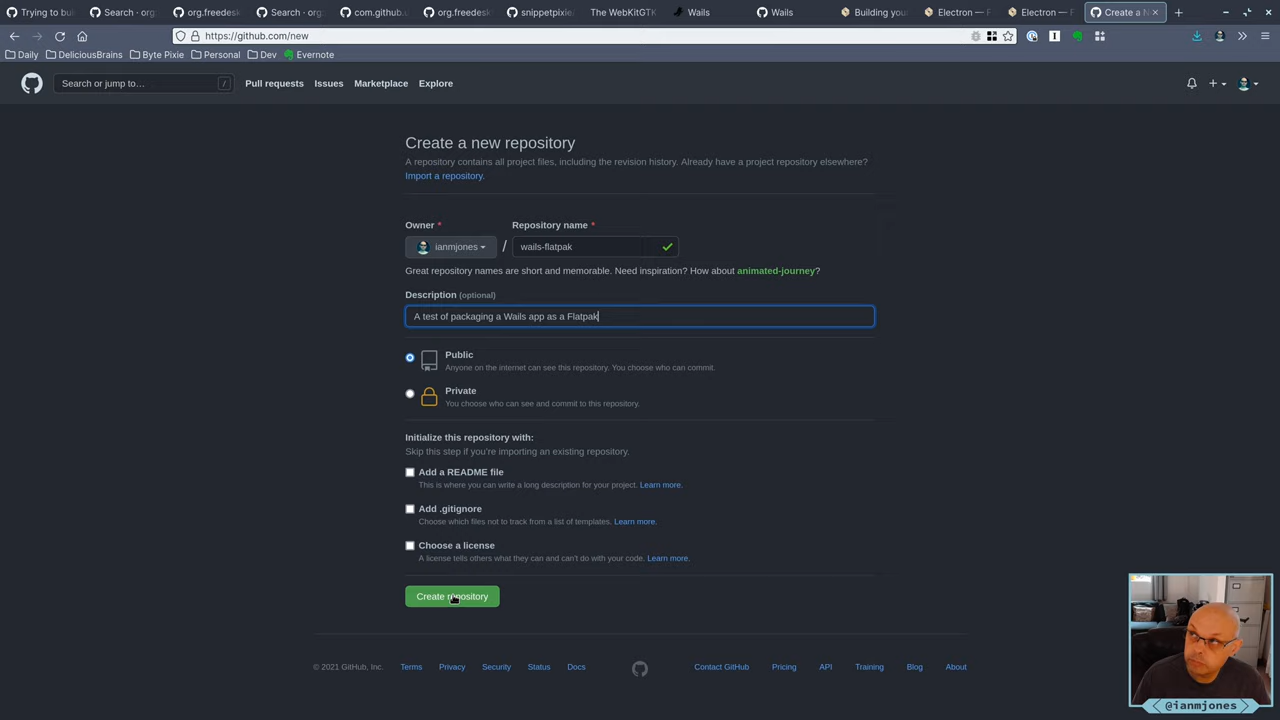 Trying to bu
Search · org
org.freedesk
Search · org
com.github.
org.freedesk
snippetpixie/
The WebKitGTK
Wails
Wails
Building your
Electron — F
Electron — F
Create a N
https://github.com/new
Daily
DeliciousBrains
Byte Pixie
Personal
Dev
Evernote
Search or jump to…
/
Pull requests
Issues
Marketplace
Explore
Create a new repository
A repository contains all project files, including the revision history. Already have a project repository elsewhere?
Import a repository.
Owner *
Repository name *
ianmjones
/
wails-flatpak
Great repository names are short and memorable. Need inspiration? How about animated-journey?
Description (optional)
A test of packaging a Wails app as a Flatpak
Public
Anyone on the internet can see this repository. You choose who can commit.
Private
You choose who can see and commit to this repository.
Initialize this repository with:
Skip this step if you're importing an existing repository.
Add a README file
This is where you can write a long description for your project. Learn more.
Add .gitignore
Choose which files not to track from a list of templates. Learn more.
Choose a license
A license tells others what they can and can't do with your code. Learn more.
Create repository
© 2021 GitHub, Inc.
Terms
Privacy
Security
Status
Docs
Contact GitHub
Pricing
API
Training
Blog
About
@ianmjones